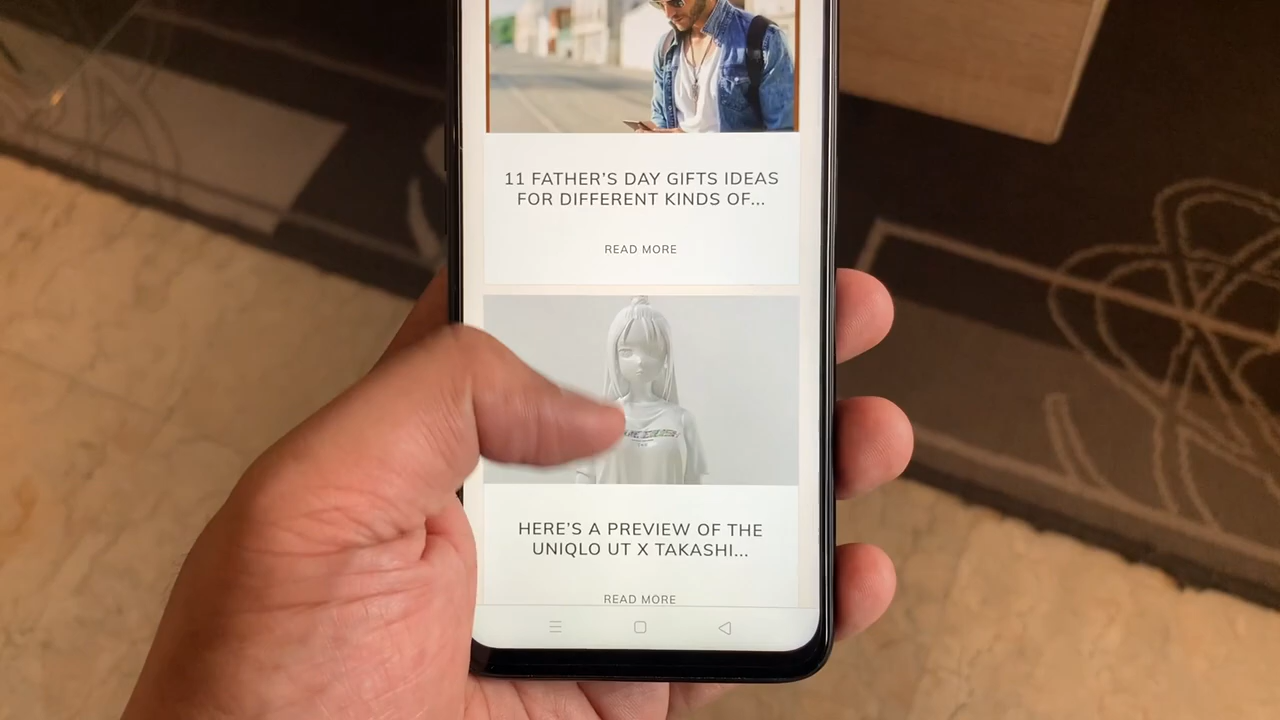 11 FATHER'S DAY GIFTS IDEAS
FOR DIFFERENT KINDS OF...
READ MORE
HERE'S A PREVIEW OF THE
UNIQLO UT X TAKASHI...
READ MORE